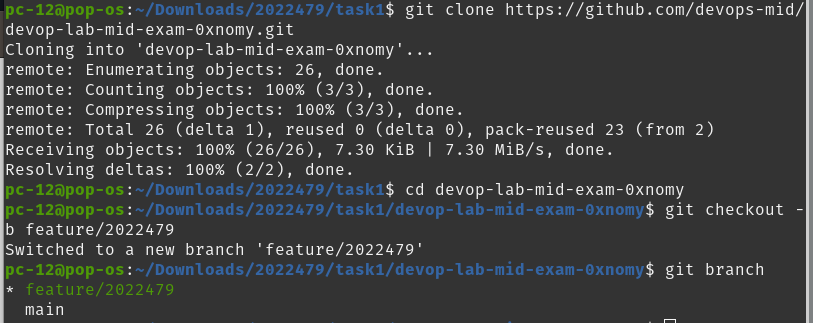 pc-12@pop-os:~/Downloads/2022479/task1$ git clone https://github.com/devops-mid/
devop-lab-mid-exam-0xnomy.git
Cloning into 'devop-lab-mid-exam-0xnomy'...
remote: Enumerating objects: 26, done.
remote: Counting objects: 100% (3/3), done.
remote: Compressing objects: 100% (3/3), done.
remote: Total 26 (delta 1), reused 0 (delta 0), pack-reused 23 (from 2)
Receiving objects: 100% (26/26), 7.30 KiB | 7.30 MiB/s, done.
Resolving deltas: 100% (2/2), done.
pc-12@pop-os:~/Downloads/2022479/task1$ cd devop-lab-mid-exam-0xnomy
pc-12@pop-os:~/Downloads/2022479/task1/devop-lab-mid-exam-0xnomy$ git checkout -
b feature/2022479
Switched to a new branch 'feature/2022479'
pc-12@pop-os:~/Downloads/2022479/task1/devop-lab-mid-exam-0xnomy$ git branch
* feature/2022479
  main